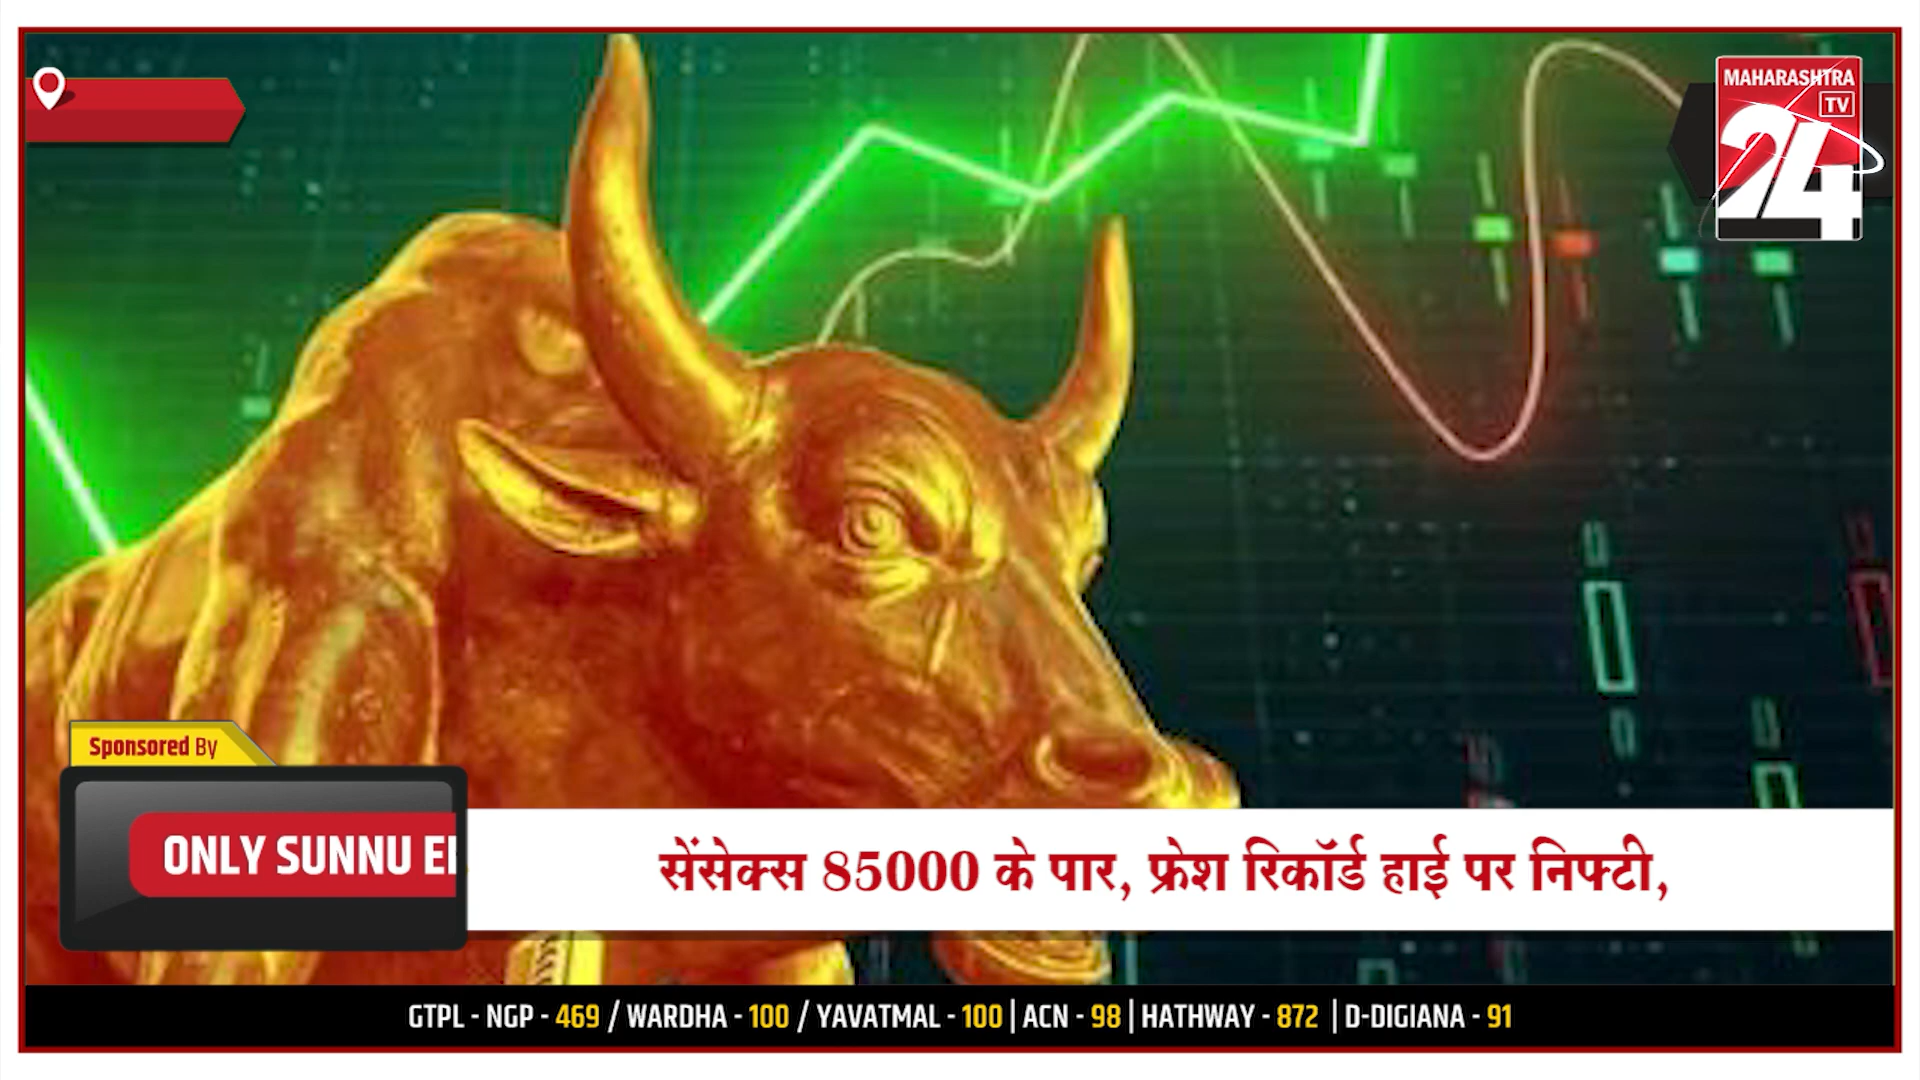 MAHARASHTRA
TV
24
Sponsored By
ONLY SUNNU
सेंसेक्स 85000 के पार, फ्रेश रिकॉर्ड हाई पर निफ्टी,
GTPL - NGP - 469 / WARDHA - 100 / YAVATMAL - 100 | ACN - 98 | HATHWAY - 872 | D-DIGIANA - 91